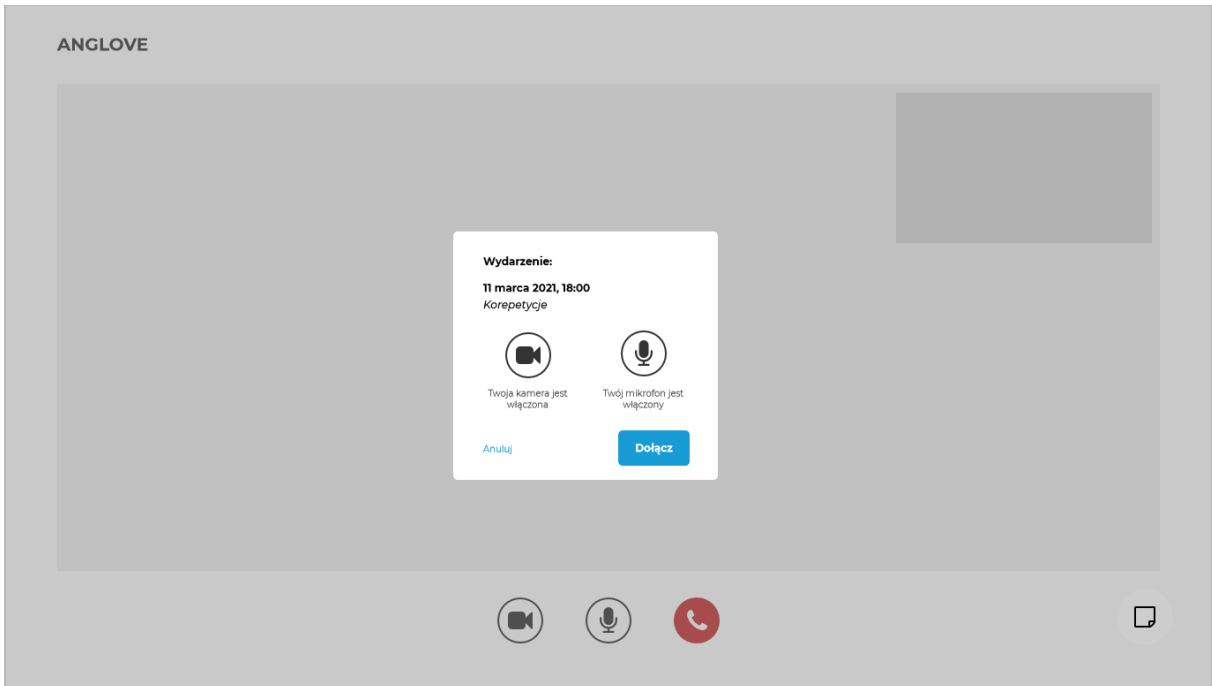 ANGLOVE
Wydarzenie:
11 marca 2021, 18:00
Korepetycje
Twoja kamera jest
włączona
Twój mikrofon jest
włączony
Anuluj
Dołącz